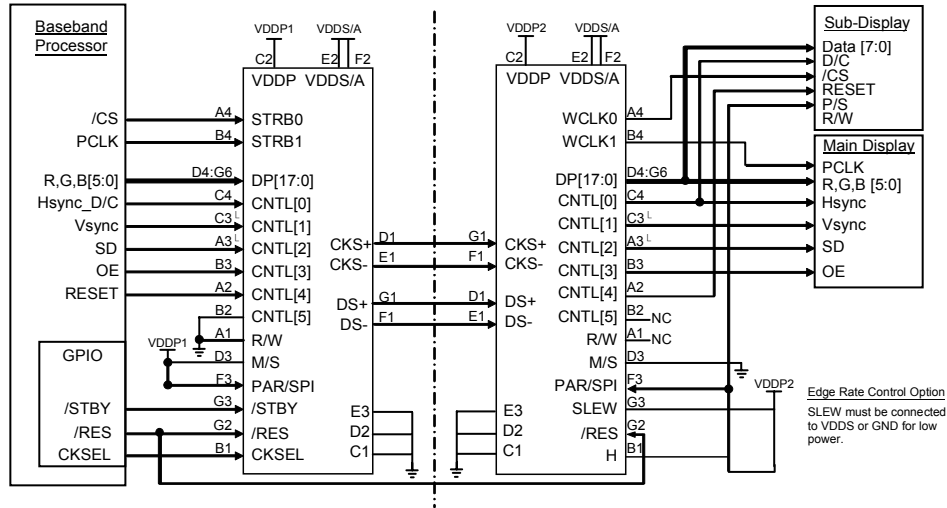 Baseband
Processor
/CS
PCLK
R,G,B[5:0]
Hsync_D/C
Vsync
SD
OE
RESET
GPIO
/STBY
/RES
CKSEL
VDDP1
VDDS/A
C2
E2
F2
VDDP
VDDS/A
A4
STRB0
B4
STRB1
D4:G6
DP[17:0]
C4
CNTL[0]
C3
L
CNTL[1]
A3
L
CNTL[2]
B3
CNTL[3]
A2
CNTL[4]
B2
CNTL[5]
A1
R/W
VDDP1
D3
M/S
F3
PAR/SPI
G3
/STBY
G2
/RES
B1
CKSEL
CKS+
D1
CKS-
E1
DS+
G1
DS-
F1
E3
D2
C1
VDDP2
VDDS/A
C2
E2
F2
VDDP
VDDS/A
G1
CKS+
F1
CKS-
D1
DS+
E1
DS-
E3
D2
C1
WCLK0
A4
WCLK1
B4
DP[17:0]
D4:G6
CNTL[0]
C4
CNTL[1]
C3
L
CNTL[2]
A3
L
CNTL[3]
B3
CNTL[4]
A2
CNTL[5]
B2
NC
R/W
A1
NC
M/S
D3
PAR/SPI
F3
SLEW
G3
/RES
G2
H
B1
VDDP2
Sub-Display
Data [7:0]
D/C
/CS
RESET
P/S
R/W
Main Display
PCLK
R,G,B [5:0]
Hsync
Vsync
SD
OE
Edge Rate Control Option
SLEW must be connected
to VDDS or GND for low
power.